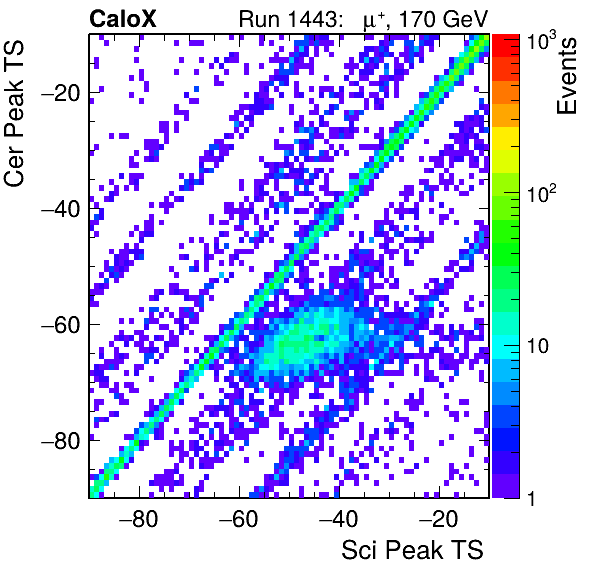 CaloX Run 1443: μ⁺, 170 GeV
Cer Peak TS
−20
−40
−60
−80
−80 −60 −40 −20
Sci Peak TS
Events
10³
10²
10
1